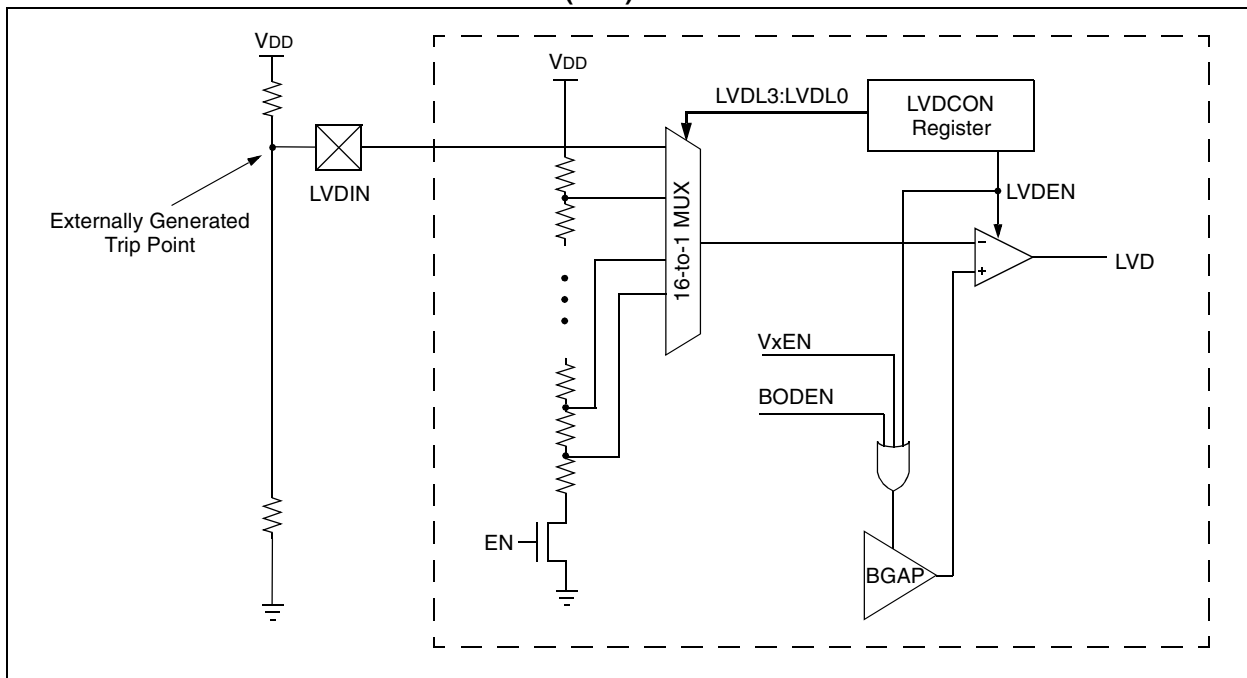 VDD
VDD
LVDL3:LVDL0
LVDCON
Register
LVDIN
16-to-1 MUX
LVDEN
Externally Generated
Trip Point
–
+
LVD
VxEN
BODEN
EN
BGAP